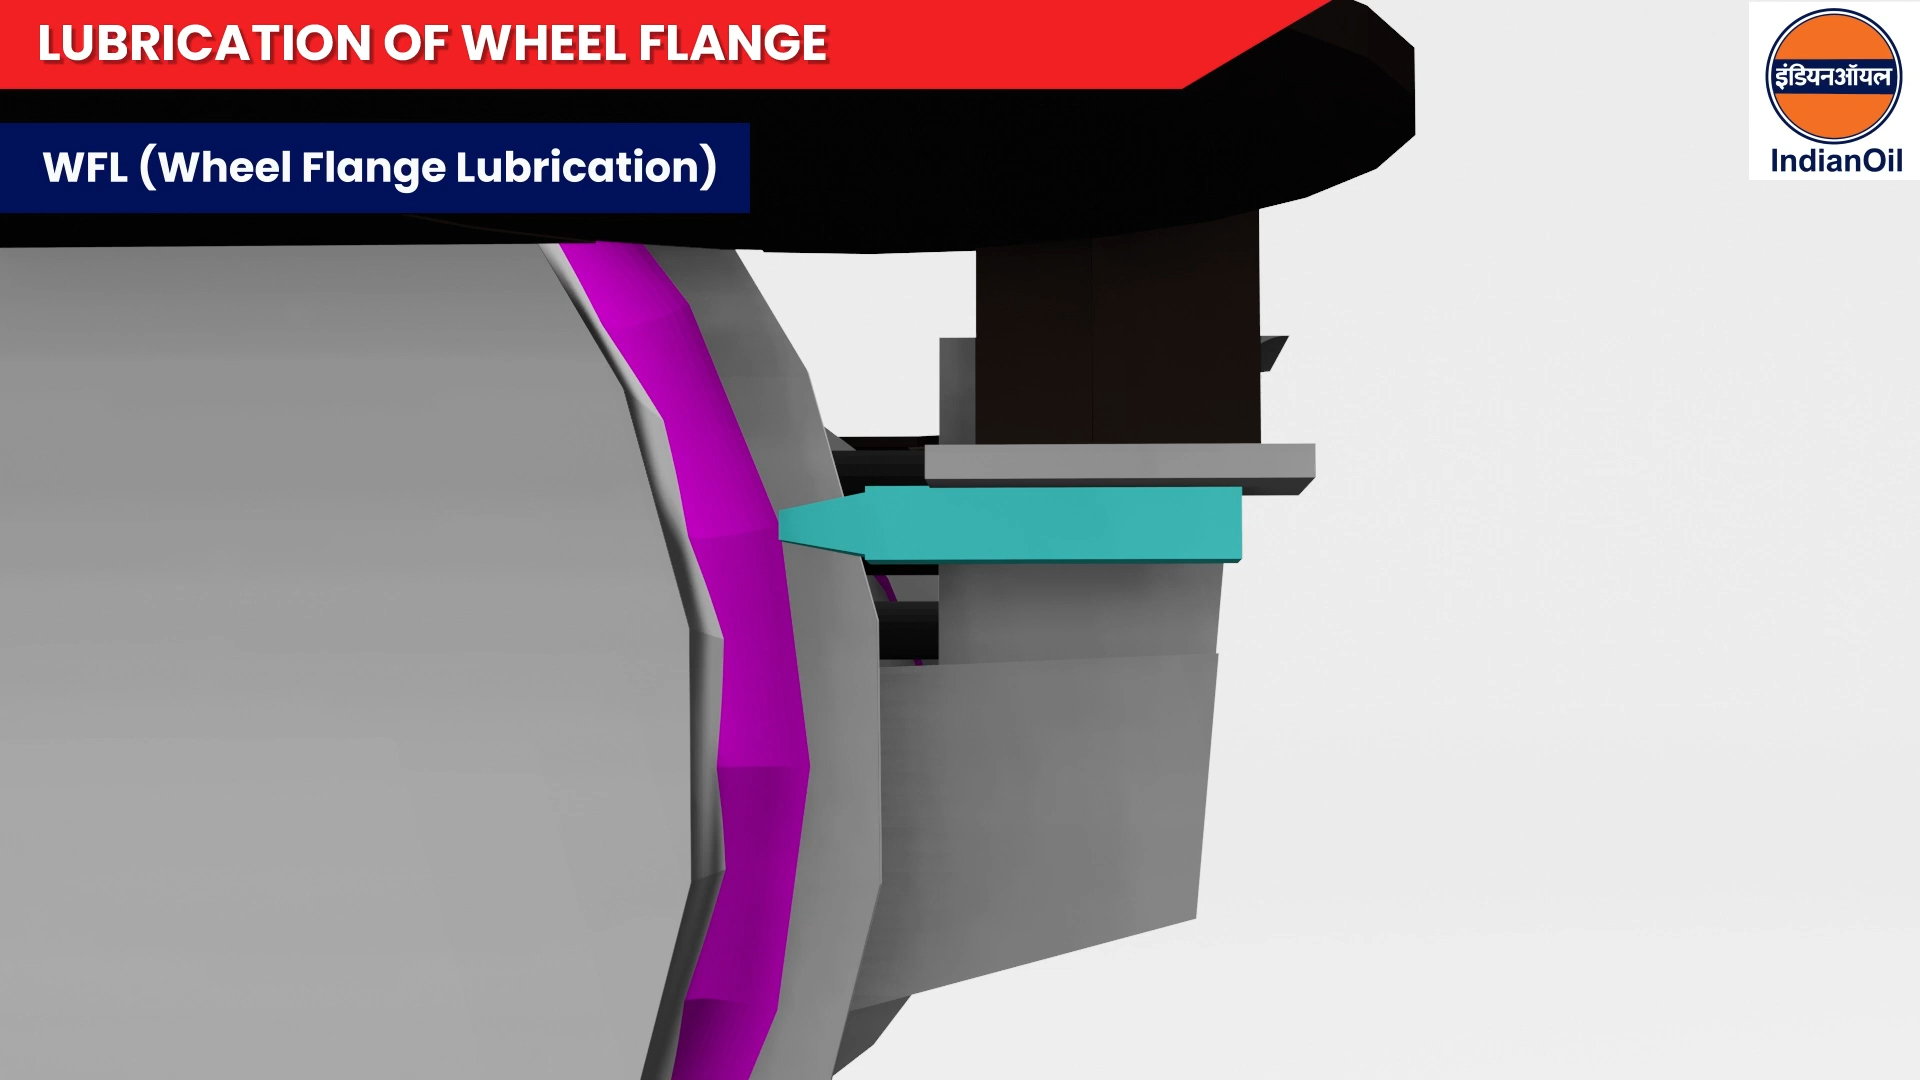 LUBRICATION OF WHEEL FLANGE
WFL (Wheel Flange Lubrication)
इंडियनऑयल
IndianOil